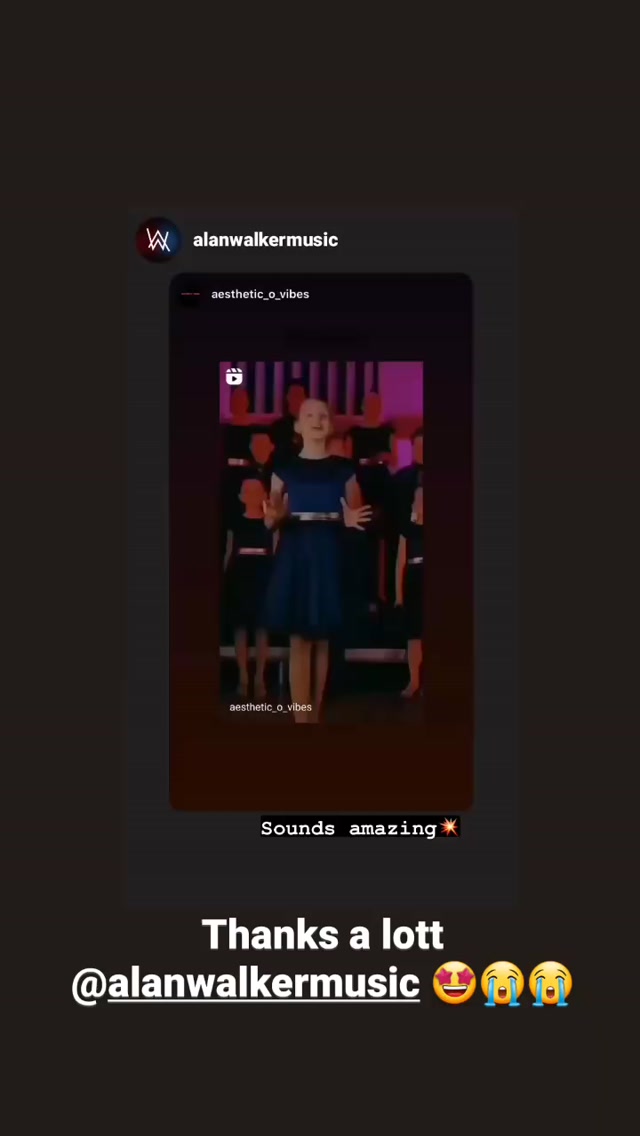 alanwalkermusic
aesthetic_o_vibes
aesthetic_o_vibes
Sounds amazing💥
Thanks a lott
@alanwalkermusic 🤩😭😭